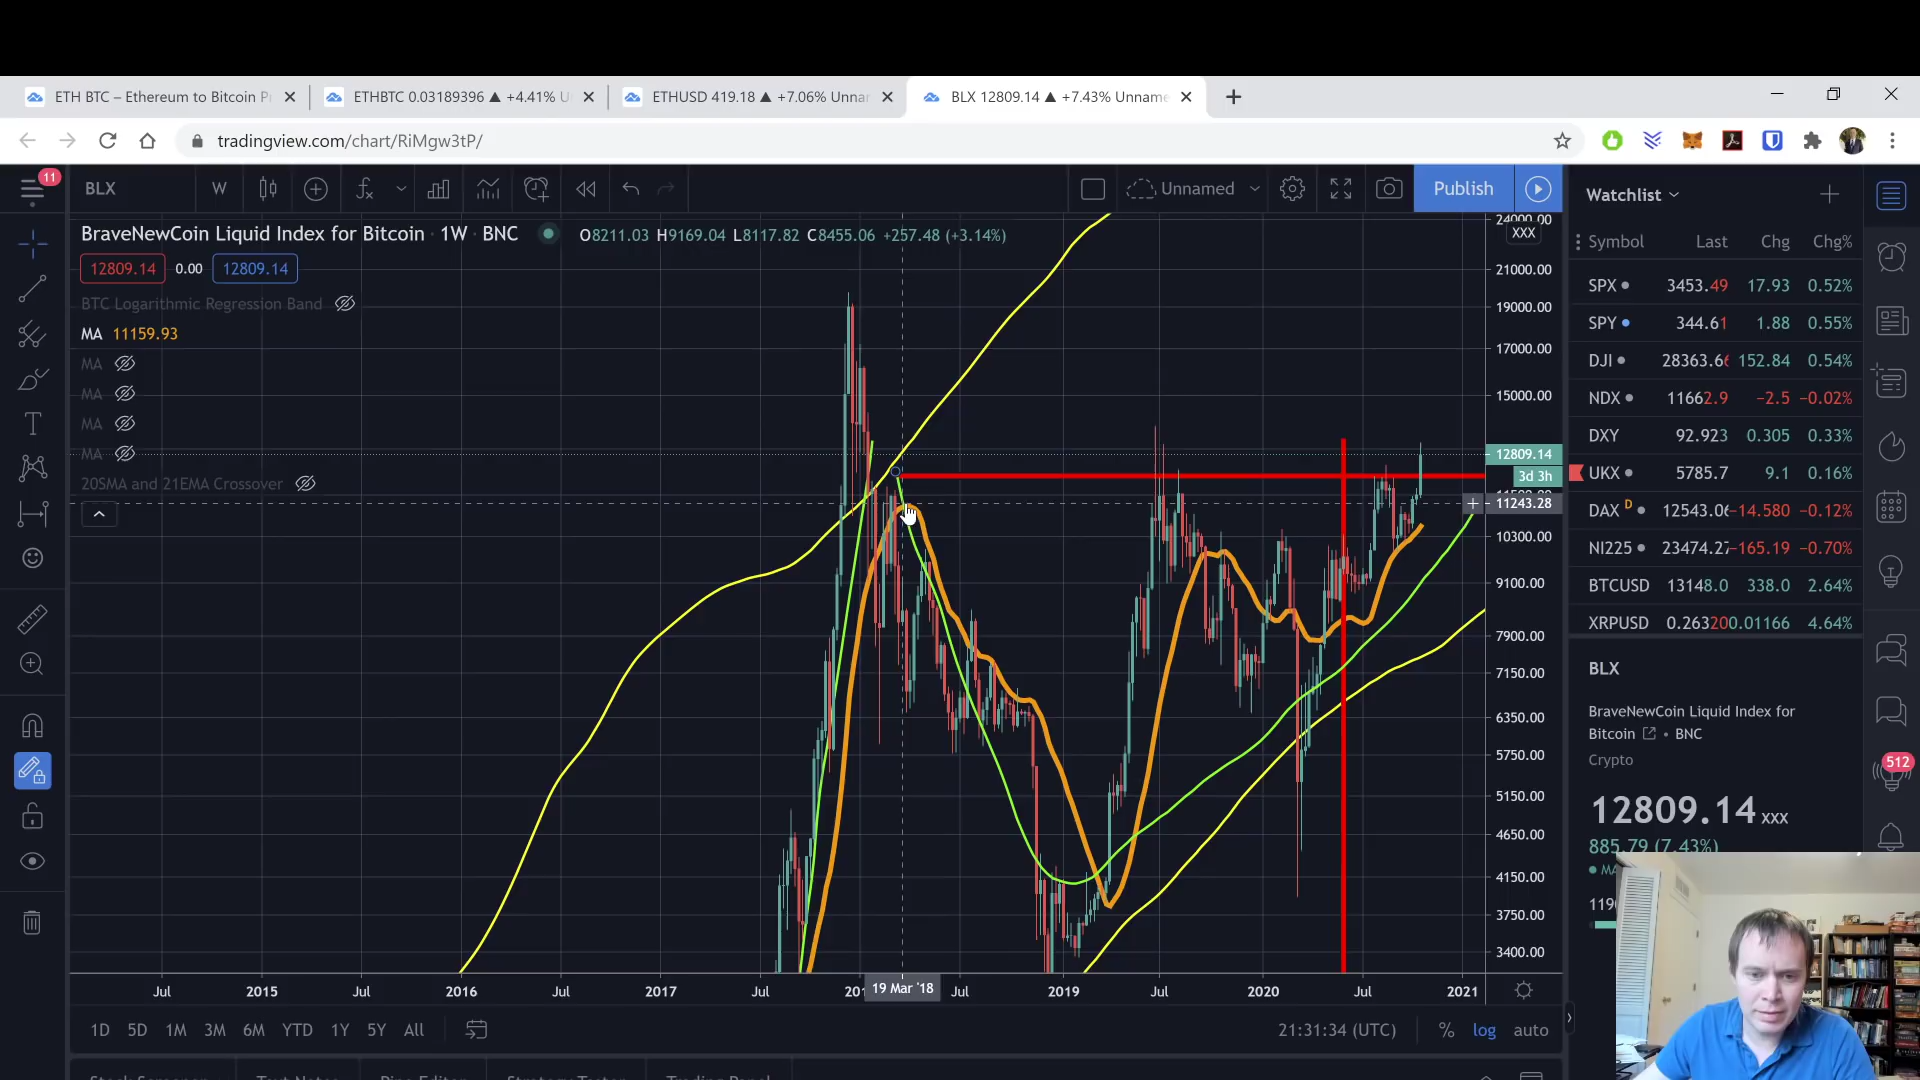 ETH BTC – Ethereum to Bitcoin P
ETHBTC 0.03189396 ▲ +4.41% U
ETHUSD 419.18 ▲ +7.06% Unnar
BLX 12809.14 ▲ +7.43% Unname
tradingview.com/chart/RiMgw3tP/
11
BLX W Unnamed Publish
BraveNewCoin Liquid Index for Bitcoin · 1W · BNC
O8211.03 H9169.04 L8117.82 C8455.06 +257.48 (+3.14%)
12809.14 0.00 12809.14
BTC Logarithmic Regression Band
MA 11159.93
MA
MA
MA
MA
20SMA and 21EMA Crossover
24000.00
XXX
21000.00
19000.00
17000.00
15000.00
12809.14
3d 3h
11243.28
10300.00
9100.00
7900.00
7150.00
6350.00
5750.00
5150.00
4650.00
4150.00
3750.00
3400.00
Jul 2015 Jul 2016 Jul 2017 Jul 19 Mar '18 Jul 2019 Jul 2020 Jul 2021
1D 5D 1M 3M 6M YTD 1Y 5Y All
21:31:34 (UTC) % log auto
Watchlist
Symbol Last Chg Chg%
SPX 3453.49 17.93 0.52%
SPY 344.61 1.88 0.55%
DJI 28363.66 152.84 0.54%
NDX 11662.9 −2.5 −0.02%
DXY 92.923 0.305 0.33%
UKX 5785.7 9.1 0.16%
DAX D 12543.06 −14.580 −0.12%
NI225 23474.27 −165.19 −0.70%
BTCUSD 13148.0 338.0 2.64%
XRPUSD 0.26320 0.01166 4.64%
BLX
BraveNewCoin Liquid Index for
Bitcoin • BNC
Crypto
512
12809.14 XXX
885.79 (7.43%)